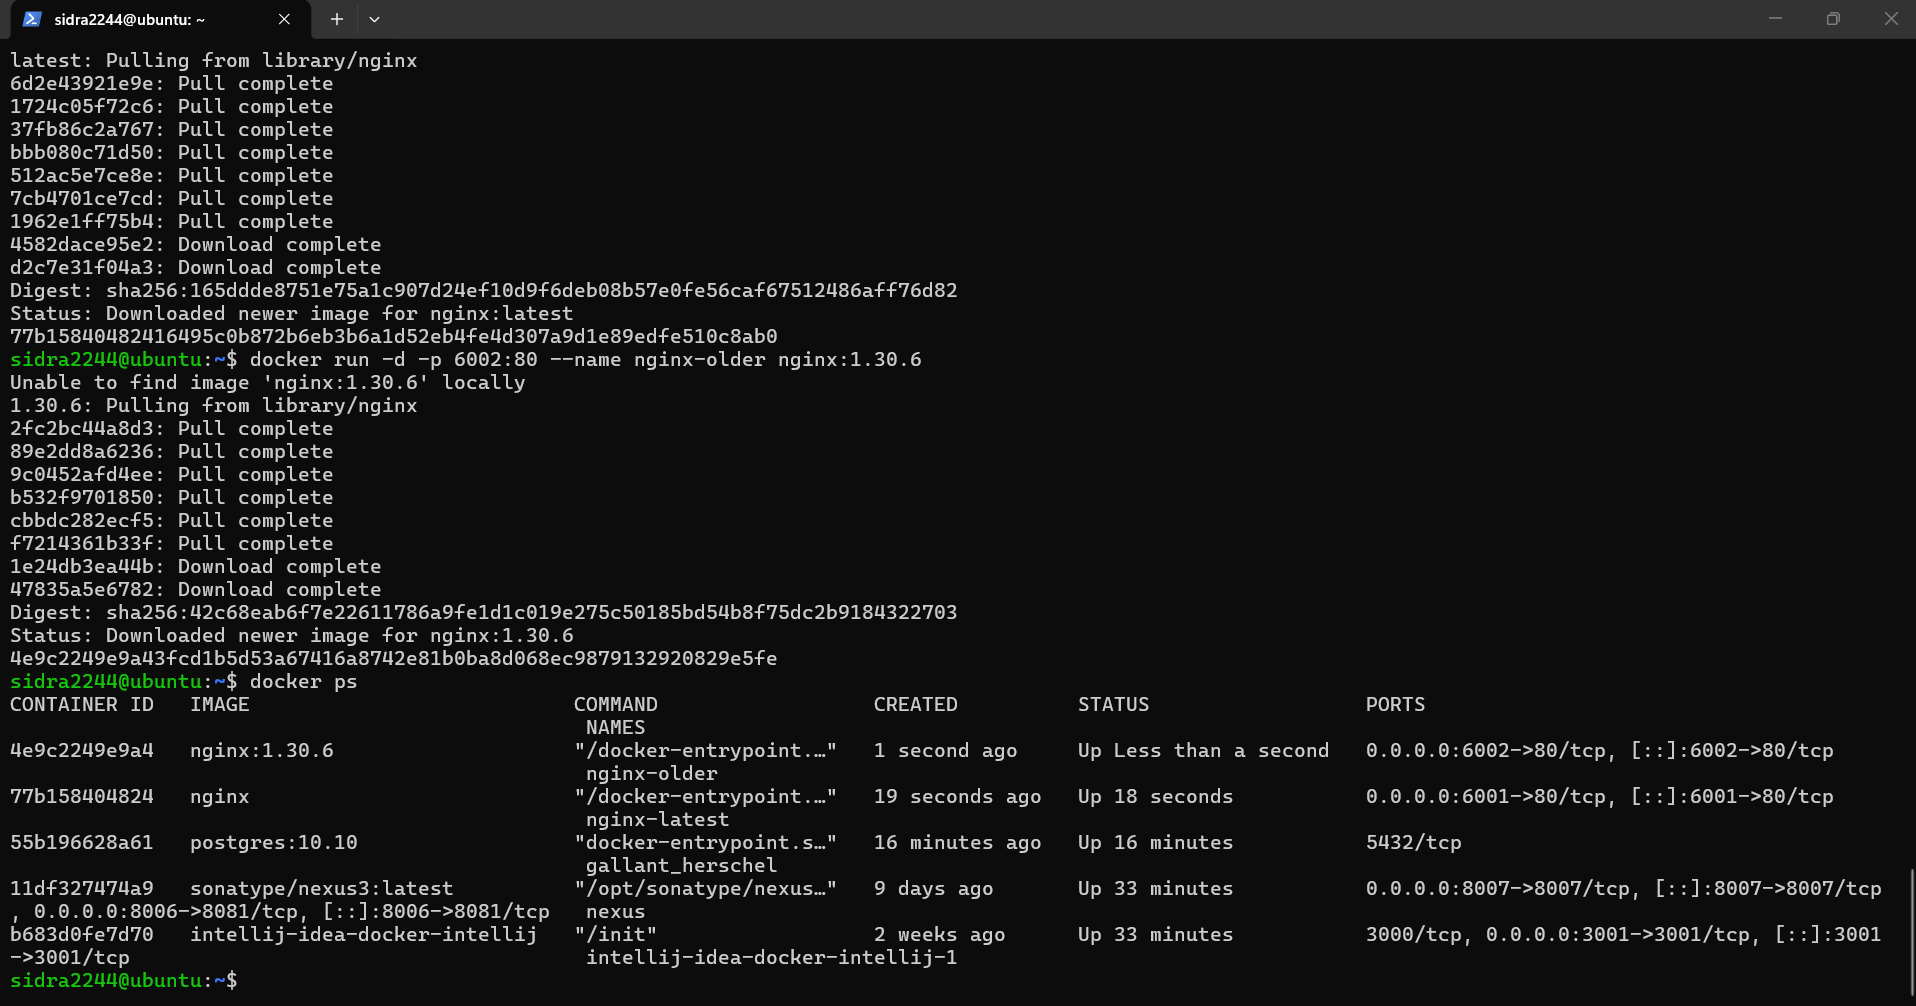 sidra2244@ubuntu: ~
latest: Pulling from library/nginx
6d2e43921e9e: Pull complete
1724c05f72c6: Pull complete
37fb86c2a767: Pull complete
bbb080c71d50: Pull complete
512ac5e7ce8e: Pull complete
7cb4701ce7cd: Pull complete
1962e1ff75b4: Pull complete
4582dace95e2: Download complete
d2c7e31f04a3: Download complete
Digest: sha256:165ddde8751e75a1c907d24ef10d9f6deb08b57e0fe56caf67512486aff76d82
Status: Downloaded newer image for nginx:latest
77b15840482416495c0b872b6eb3b6a1d52eb4fe4d307a9d1e89edfe510c8ab0
sidra2244@ubuntu:~$ docker run -d -p 6002:80 --name nginx-older nginx:1.30.6
Unable to find image 'nginx:1.30.6' locally
1.30.6: Pulling from library/nginx
2fc2bc44a8d3: Pull complete
89e2dd8a6236: Pull complete
9c0452afd4ee: Pull complete
b532f9701850: Pull complete
cbbdc282ecf5: Pull complete
f7214361b33f: Pull complete
1e24db3ea44b: Download complete
47835a5e6782: Download complete
Digest: sha256:42c68eab6f7e22611786a9fe1d1c019e275c50185bd54b8f75dc2b9184322703
Status: Downloaded newer image for nginx:1.30.6
4e9c2249e9a43fcd1b5d53a67416a8742e81b0ba8d068ec9879132920829e5fe
sidra2244@ubuntu:~$ docker ps
CONTAINER ID   IMAGE                           COMMAND                  CREATED          STATUS                  PORTS
NAMES
4e9c2249e9a4   nginx:1.30.6                    "/docker-entrypoint.…"   1 second ago     Up Less than a second   0.0.0.0:6002->80/tcp, [::]:6002->80/tcp
nginx-older
77b158404824   nginx                           "/docker-entrypoint.…"   19 seconds ago   Up 18 seconds           0.0.0.0:6001->80/tcp, [::]:6001->80/tcp
nginx-latest
55b196628a61   postgres:10.10                  "docker-entrypoint.s…"   16 minutes ago   Up 16 minutes           5432/tcp
gallant_herschel
11df327474a9   sonatype/nexus3:latest          "/opt/sonatype/nexus…"   9 days ago       Up 33 minutes           0.0.0.0:8007->8007/tcp, [::]:8007->8007/tcp
, 0.0.0.0:8006->8081/tcp, [::]:8006->8081/tcp   nexus
b683d0fe7d70   intellij-idea-docker-intellij   "/init"                  2 weeks ago      Up 33 minutes           3000/tcp, 0.0.0.0:3001->3001/tcp, [::]:3001
->3001/tcp                                      intellij-idea-docker-intellij-1
sidra2244@ubuntu:~$